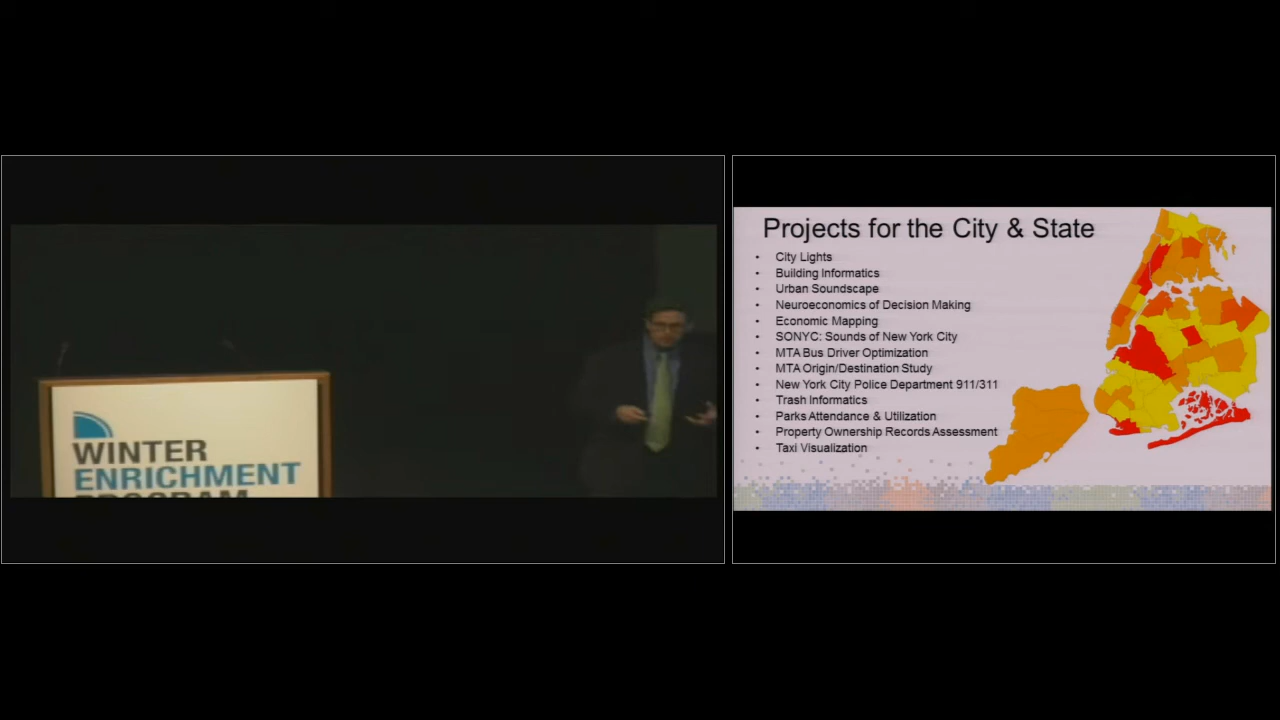 WINTER
ENRICHMENT
PROGRAM
Projects for the City & State
• City Lights
• Building Informatics
• Urban Soundscape
• Neuroeconomics of Decision Making
• Economic Mapping
• SONYC: Sounds of New York City
• MTA Bus Driver Optimization
• MTA Origin/Destination Study
• New York City Police Department 911/311
• Trash Informatics
• Parks Attendance & Utilization
• Property Ownership Records Assessment
• Taxi Visualization